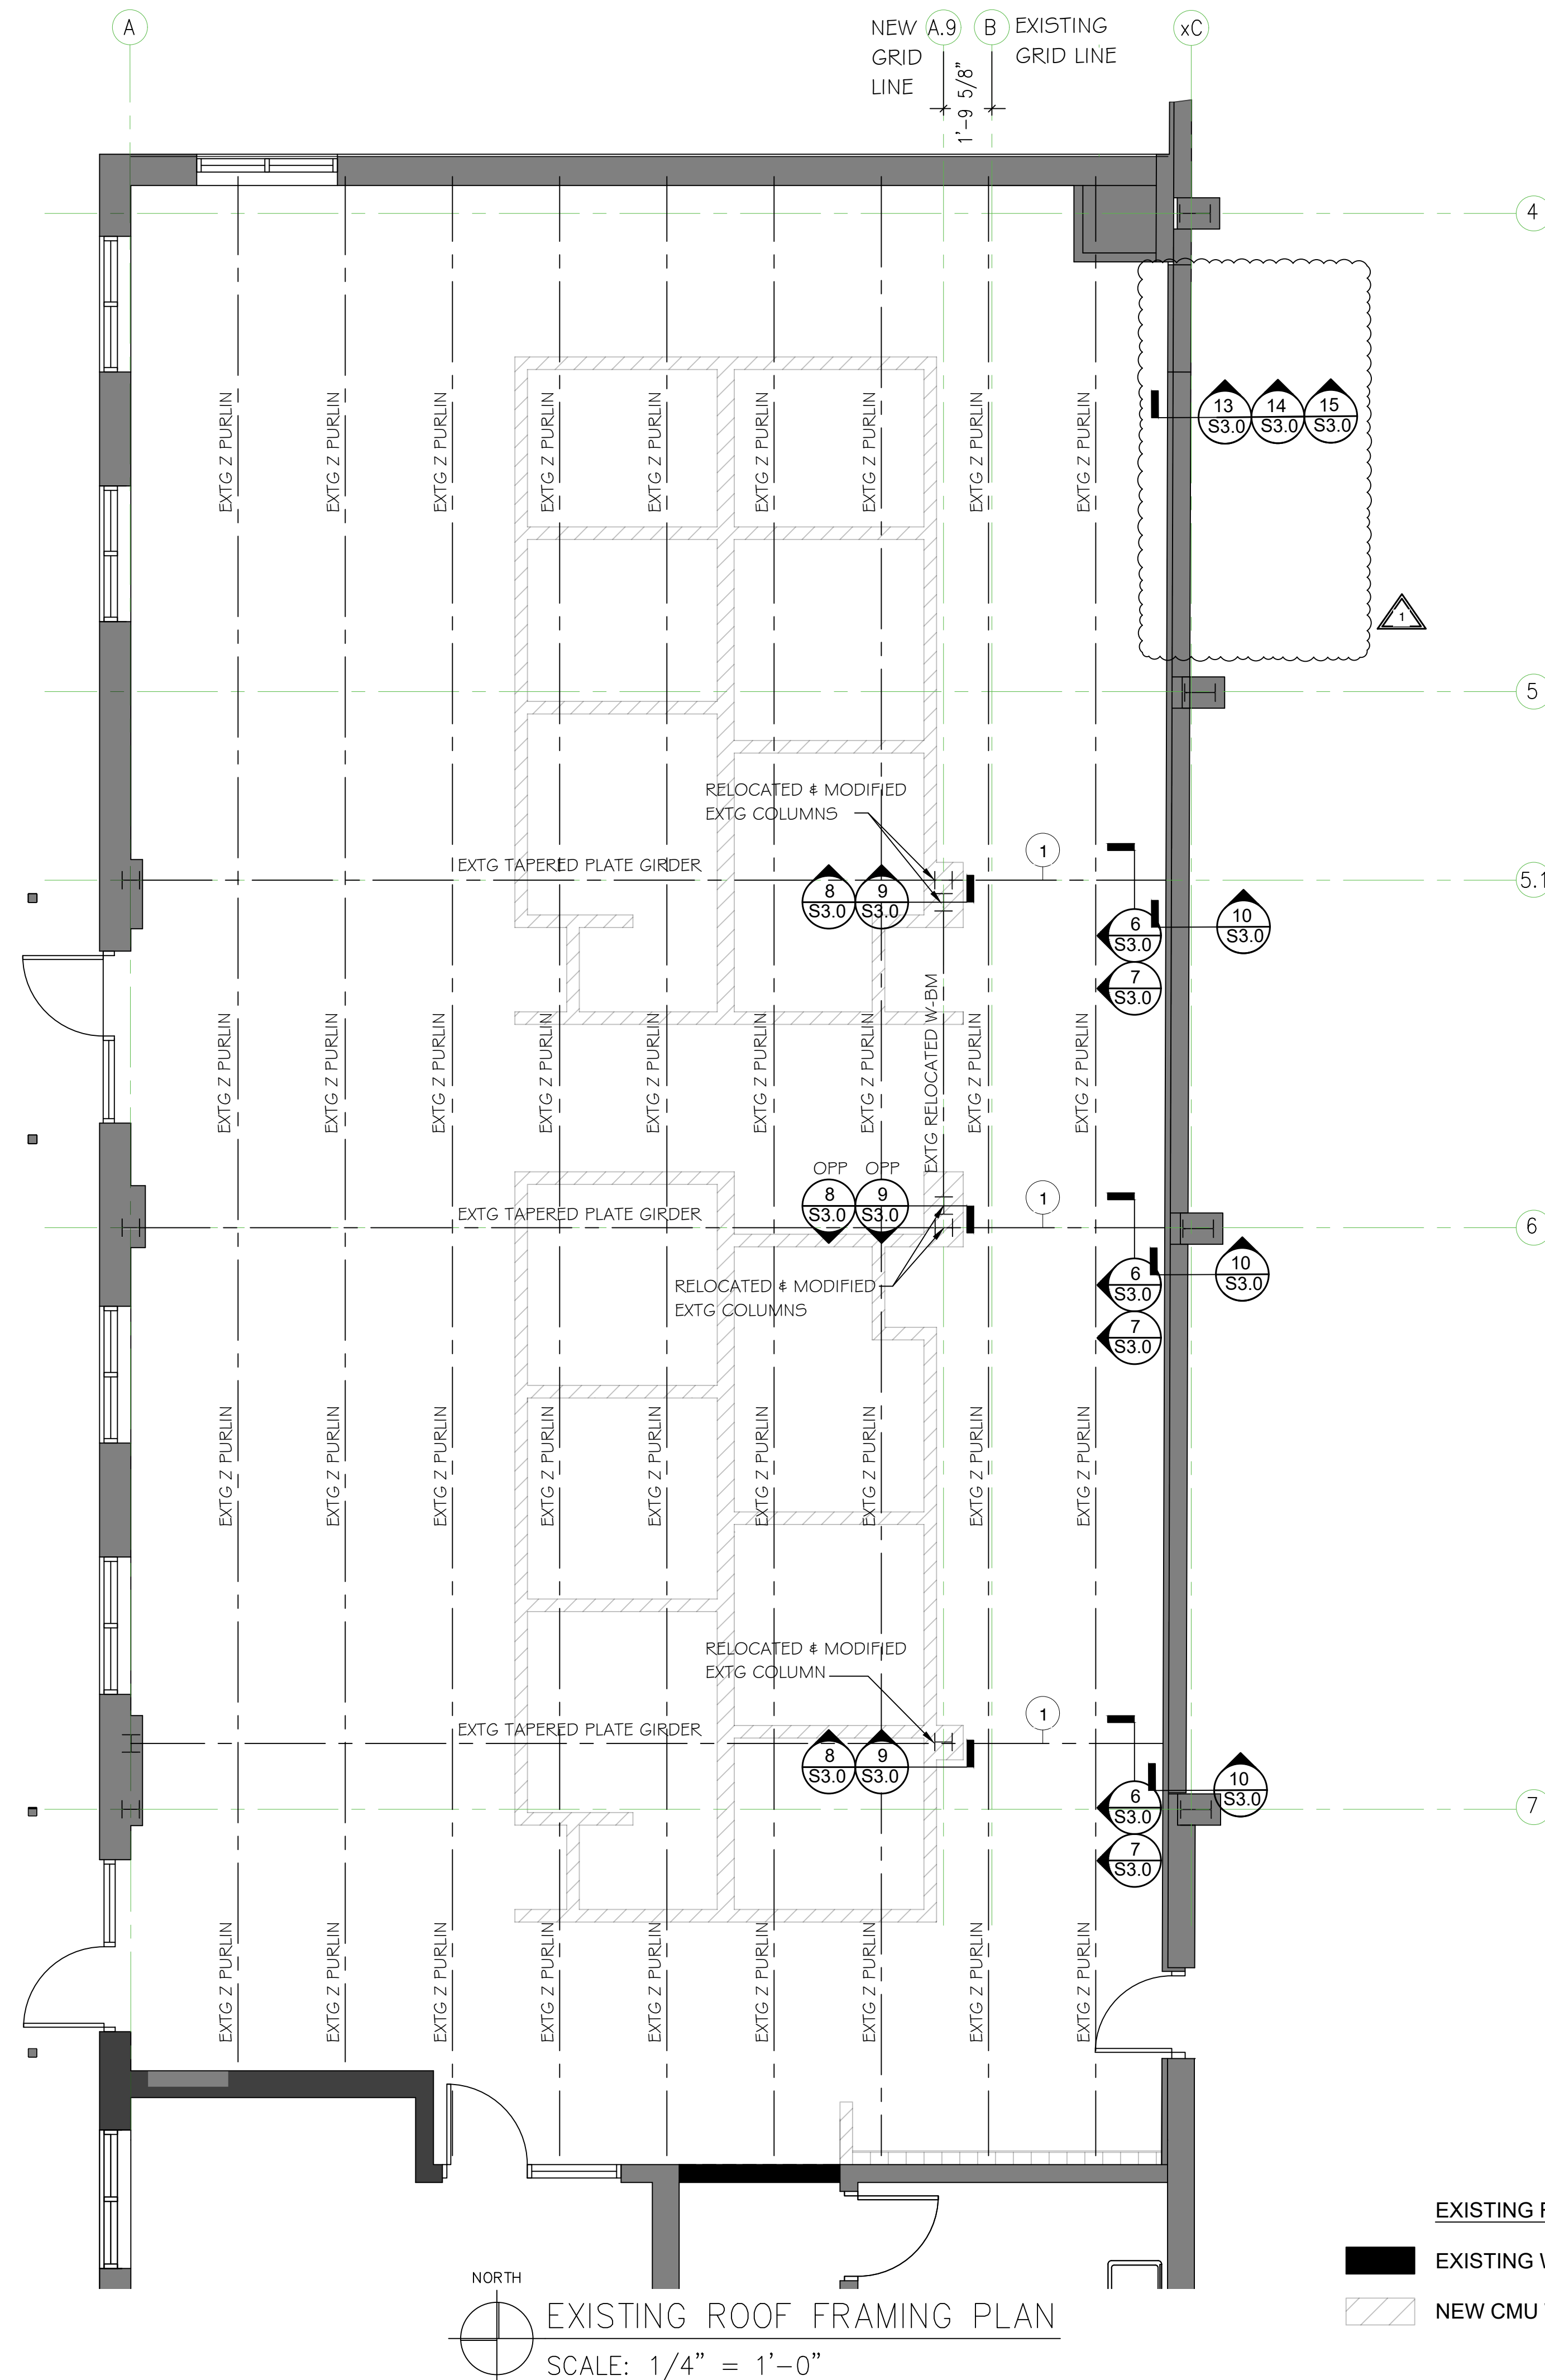 A
NEW
GRID
LINE
A.9
B
EXISTING
GRID LINE
xC
1'-9 5/8"
4
EXTG Z PURLIN
EXTG Z PURLIN
EXTG Z PURLIN
EXTG Z PURLIN
EXTG Z PURLIN
EXTG Z PURLIN
EXTG Z PURLIN
EXTG Z PURLIN
EXTG Z PURLIN
13
S3.0
14
S3.0
15
S3.0
1
5
RELOCATED & MODIFIED
EXTG COLUMNS
EXTG TAPERED PLATE GIRDER
1
5.1
8
S3.0
9
S3.0
6
S3.0
10
S3.0
7
S3.0
EXTG Z PURLIN
EXTG Z PURLIN
EXTG Z PURLIN
EXTG Z PURLIN
EXTG Z PURLIN
EXTG Z PURLIN
EXTG Z PURLIN
EXTG RELOCATED W-BM
EXTG Z PURLIN
EXTG Z PURLIN
OPP
OPP
8
S3.0
9
S3.0
EXTG TAPERED PLATE GIRDER
1
6
RELOCATED & MODIFIED
EXTG COLUMNS
6
S3.0
10
S3.0
7
S3.0
EXTG Z PURLIN
EXTG Z PURLIN
EXTG Z PURLIN
EXTG Z PURLIN
EXTG Z PURLIN
EXTG Z PURLIN
EXTG Z PURLIN
EXTG Z PURLIN
EXTG Z PURLIN
RELOCATED & MODIFIED
EXTG COLUMN
EXTG TAPERED PLATE GIRDER
1
8
S3.0
9
S3.0
6
S3.0
10
S3.0
7
7
S3.0
EXTG Z PURLIN
EXTG Z PURLIN
EXTG Z PURLIN
EXTG Z PURLIN
EXTG Z PURLIN
EXTG Z PURLIN
EXTG Z PURLIN
EXTG Z PURLIN
EXTG Z PURLIN
EXISTING
EXISTING
NEW CMU
NORTH
EXISTING ROOF FRAMING PLAN
SCALE: 1/4" = 1'-0"